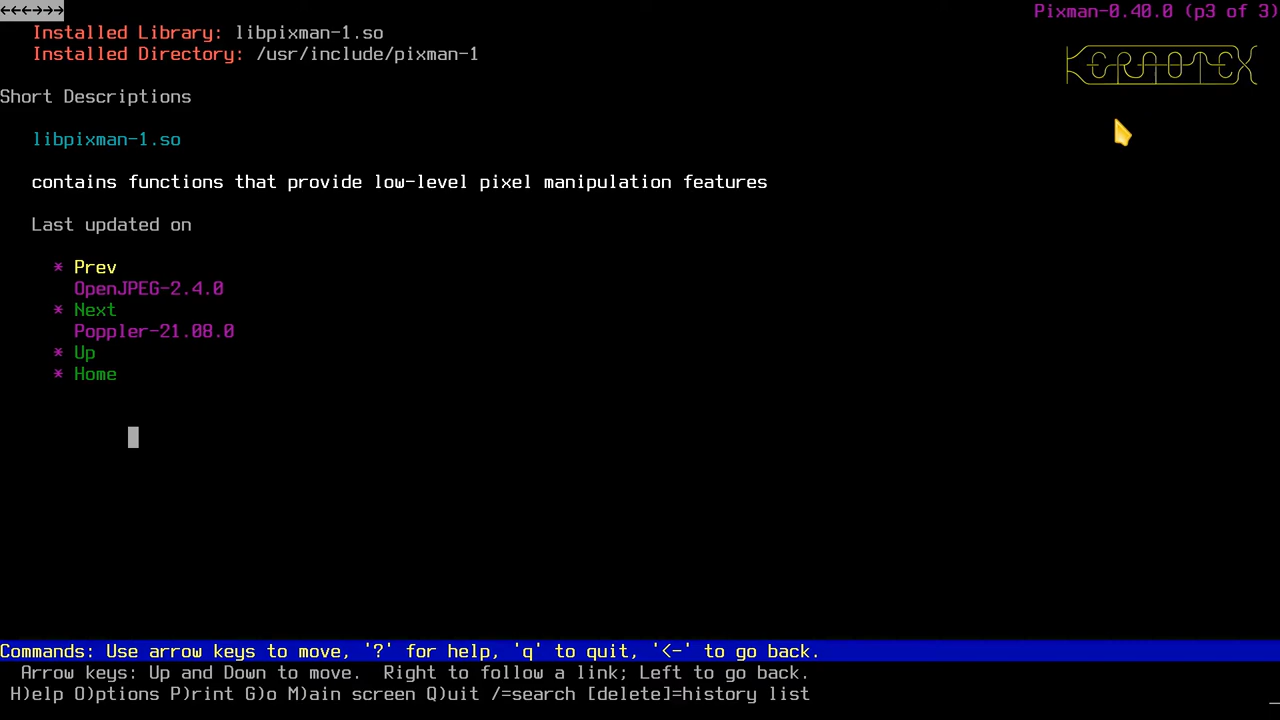 ←←←→→→
Pixman-0.40.0 (p3 of 3)
Installed Library: libpixman-1.so
Installed Directory: /usr/include/pixman-1
KERNOTEX
Short Descriptions
libpixman-1.so
contains functions that provide low-level pixel manipulation features
Last updated on
* Prev
OpenJPEG-2.4.0
* Next
Poppler-21.08.0
* Up
* Home
Commands: Use arrow keys to move, '?' for help, 'q' to quit, '<-' to go back.
Arrow keys: Up and Down to move.  Right to follow a link; Left to go back.
H)elp O)ptions P)rint G)o M)ain screen Q)uit /=search [delete]=history list